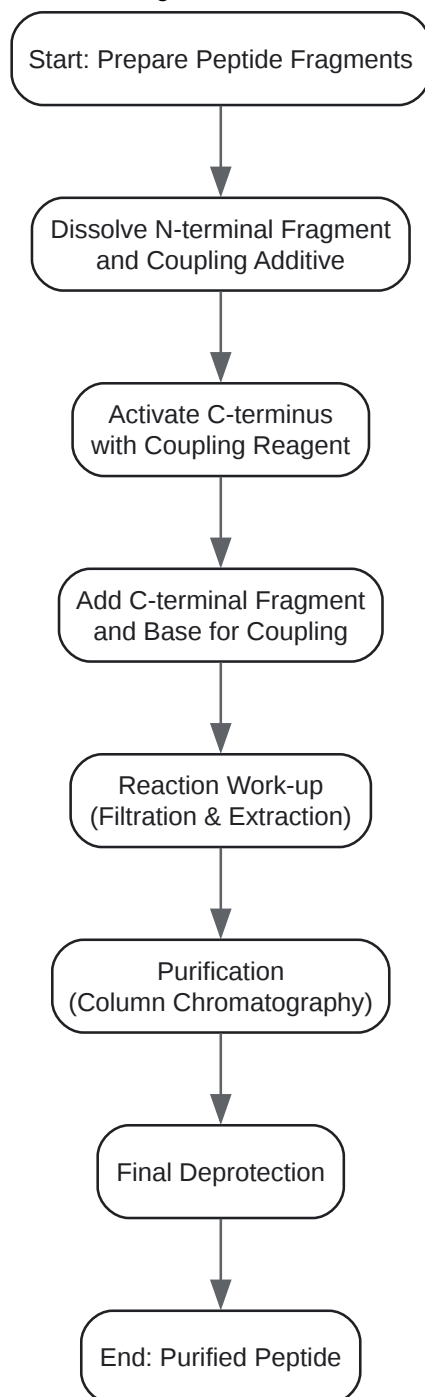 Start: Prepare Peptide Fragments
Dissolve N-terminal Fragment
and Coupling Additive
Activate C-terminus
with Coupling Reagent
Add C-terminal Fragment
and Base for Coupling
Reaction Work-up
(Filtration & Extraction)
Purification
(Column Chromatography)
Final Deprotection
End: Purified Peptide